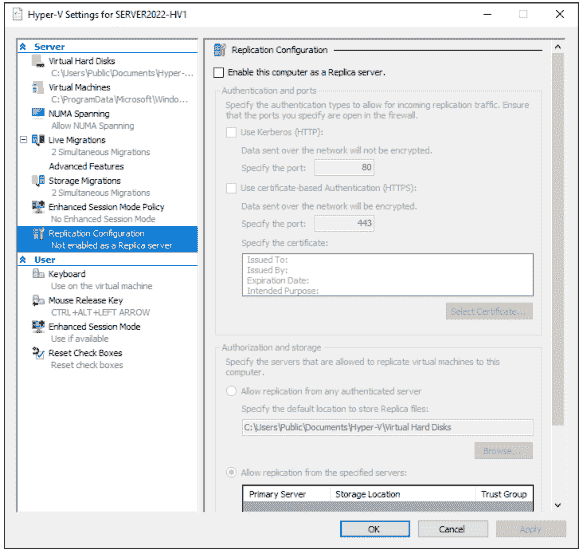 Hyper-V Settings for SERVER2022-HV1
Server
Virtual Hard Disks
C:\Users\Public\Documents\Hyper-...
Virtual Machines
C:\ProgramData\Microsoft\Windo...
NUMA Spanning
Allow NUMA Spanning
Live Migrations
2 Simultaneous Migrations
Advanced Features
Storage Migrations
2 Simultaneous Migrations
Enhanced Session Mode Policy
No Enhanced Session Mode
Replication Configuration
Not enabled as a Replica server
User
Keyboard
Use on the virtual machine
Mouse Release Key
CTRL+ALT+LEFT ARROW
Enhanced Session Mode
Use if available
Reset Check Boxes
Reset check boxes
Replication Configuration
Enable this computer as a Replica server.
Authentication and ports
Specify the authentication types to allow for incoming replication traffic. Ensure
that the ports you specify are open in the firewall.
Use Kerberos (HTTP):
Data sent over the network will not be encrypted.
Specify the port: 80
Use certificate-based Authentication (HTTPS):
Data sent over the network will be encrypted.
Specify the port: 443
Specify the certificate:
Issued To:
Issued By:
Expiration Date:
Intended Purpose:
Select Certificate...
Authorization and storage
Specify the servers that are allowed to replicate virtual machines to this
computer.
Allow replication from any authenticated server
Specify the default location to store Replica files:
C:\Users\Public\Documents\Hyper-V\Virtual Hard Disks
Browse...
Allow replication from the specified servers:
Primary Server Storage Location Trust Group
OK Cancel Apply